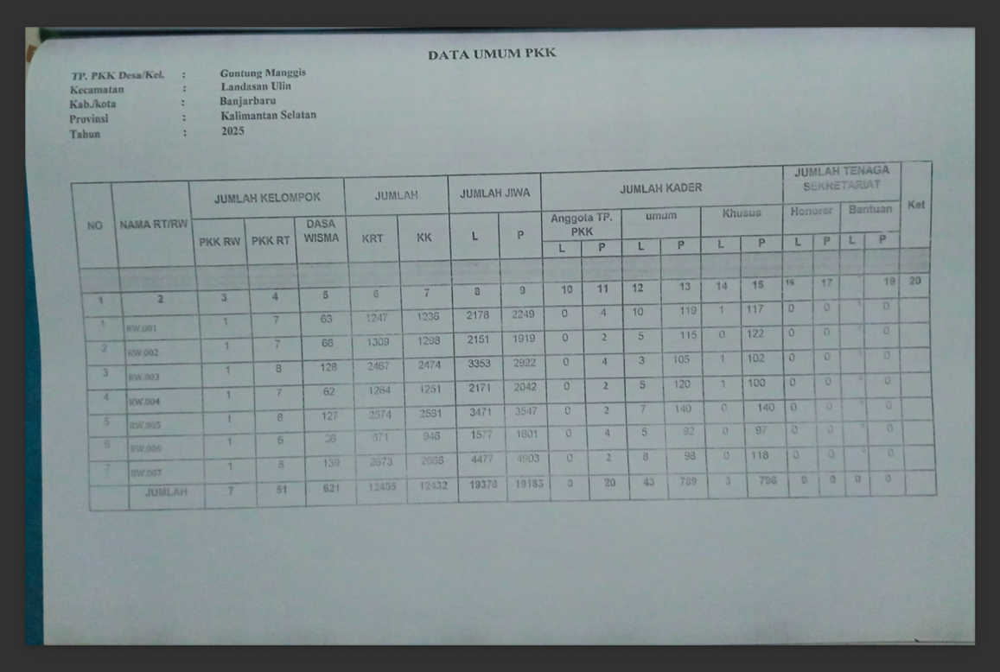 DATA UMUM PKK
TP. PKK Desa/Kel. : Guntung Manggis
Kecamatan : Landasan Ulin
Kab./kota : Banjarbaru
Provinsi : Kalimantan Selatan
Tahun : 2025
NO NAMA RT/RW JUMLAH KELOMPOK JUMLAH JUMLAH JIWA JUMLAH KADER JUMLAH TENAGA SEKRETARIAT Ket
Anggota TP. PKK umum Khusus Honorer Bantuan
PKK RW PKK RT DASA WISMA KRT KK L P L P L P L P L P L P
1 2 3 4 5 6 7 8 9 10 11 12 13 14 15 16 17 19 20
1 RW.001 1 7 63 1247 1236 2178 2249 0 4 10 119 1 117 0 0 0
2 RW.002 1 7 66 1309 1298 2151 1919 0 2 5 115 0 122 0 0 0
3 RW.003 1 8 128 2467 2474 3353 2922 0 4 3 105 1 102 0 0 0
4 RW.004 1 7 62 1264 1251 2171 2042 0 2 5 120 1 100 0 0 0
5 RW.005 1 8 127 2574 2561 3471 3547 0 2 7 140 0 140 0 0 0
6 RW.006 1 6 36 871 946 1577 1601 0 4 5 92 0 97 0 0 0
7 RW.007 1 8 139 2673 4477 4903 0 2 8 98 0 118 0 0 0
JUMLAH 7 51 621 12405 12432 19378 19183 0 20 43 789 3 796 0 0 0 0